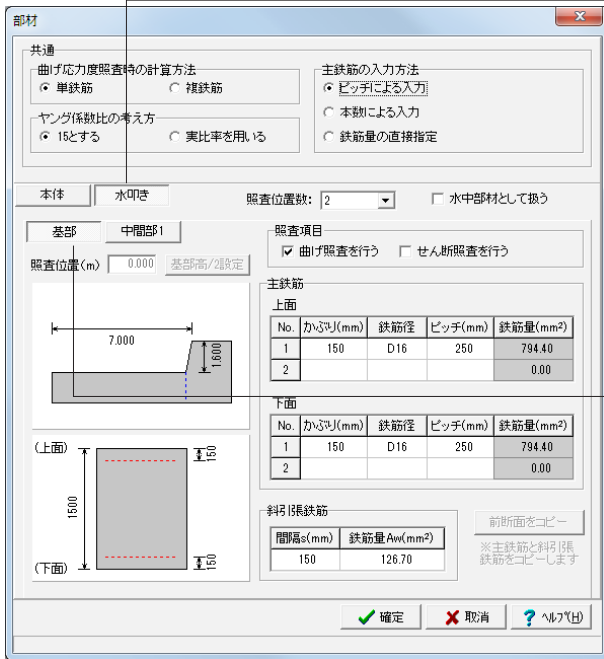 部材
共通
曲げ応力度照査時の計算方法
単鉄筋 複鉄筋
ヤング係数比の考え方
15とする 実比率を用いる
主鉄筋の入力方法
ピッチによる入力
本数による入力
鉄筋量の直接指定
本体 水叩き 照査位置数: 2 水中部材として扱う
基部 中間部1
照査位置(m) 0.000 基部高/2設定
照査項目
曲げ照査を行う せん断照査を行う
7.000
1.600
(上面)
150
1500
(下面)
150
主鉄筋
上面
No. かぶり(mm) 鉄筋径 ピッチ(mm) 鉄筋量(mm²)
1 150 D16 250 794.40
2 0.00
下面
No. かぶり(mm) 鉄筋径 ピッチ(mm) 鉄筋量(mm²)
1 150 D16 250 794.40
2 0.00
斜引張鉄筋
間隔s(mm) 鉄筋量Aw(mm²)
150 126.70
前断面をコピー
※主鉄筋と斜引張
鉄筋をコピーします
確定 取消 ヘルプ(H)